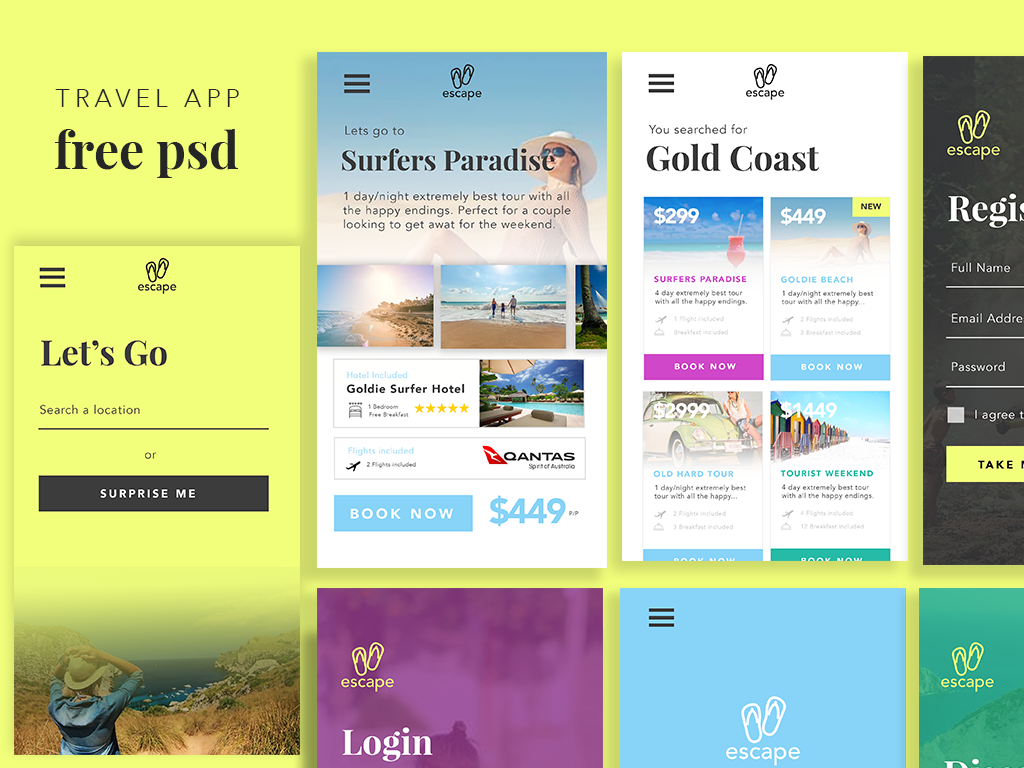 TRAVEL APP
free psd
escape
Let's Go
Search a location
or
SURPRISE ME
escape
Lets go to
Surfers Paradise
1 day/night extremely best tour with all
the happy endings. Perfect for a couple
looking to get awat for the weekend.
Hotel Included
Goldie Surfer Hotel
1 Bedroom
Free Breakfast
Flights included
2 Flights included
QANTAS
Spirit of Australia
BOOK NOW
$449 P/P
escape
You searched for
Gold Coast
$299
SURFERS PARADISE
4 day extremely best tour
with all the happy endings.
1 Flight included
Breakfast included
BOOK NOW
$449
NEW
GOLDIE BEACH
1 day/night extremely best
tour with all the happy...
2 Flights included
2 Breakfast included
BOOK NOW
$2999
OLD HARD TOUR
1 day/night extremely best
tour with all the happy...
2 Flights included
3 Breakfast included
BOOK NOW
$1449
TOURIST WEEKEND
4 day extremely best tour
with all the happy endings.
4 Flights included
12 Breakfast included
BOOK NOW
escape
Regis
Full Name
Email Addre
Password
I agree t
TAKE
escape
Login
escape
escape